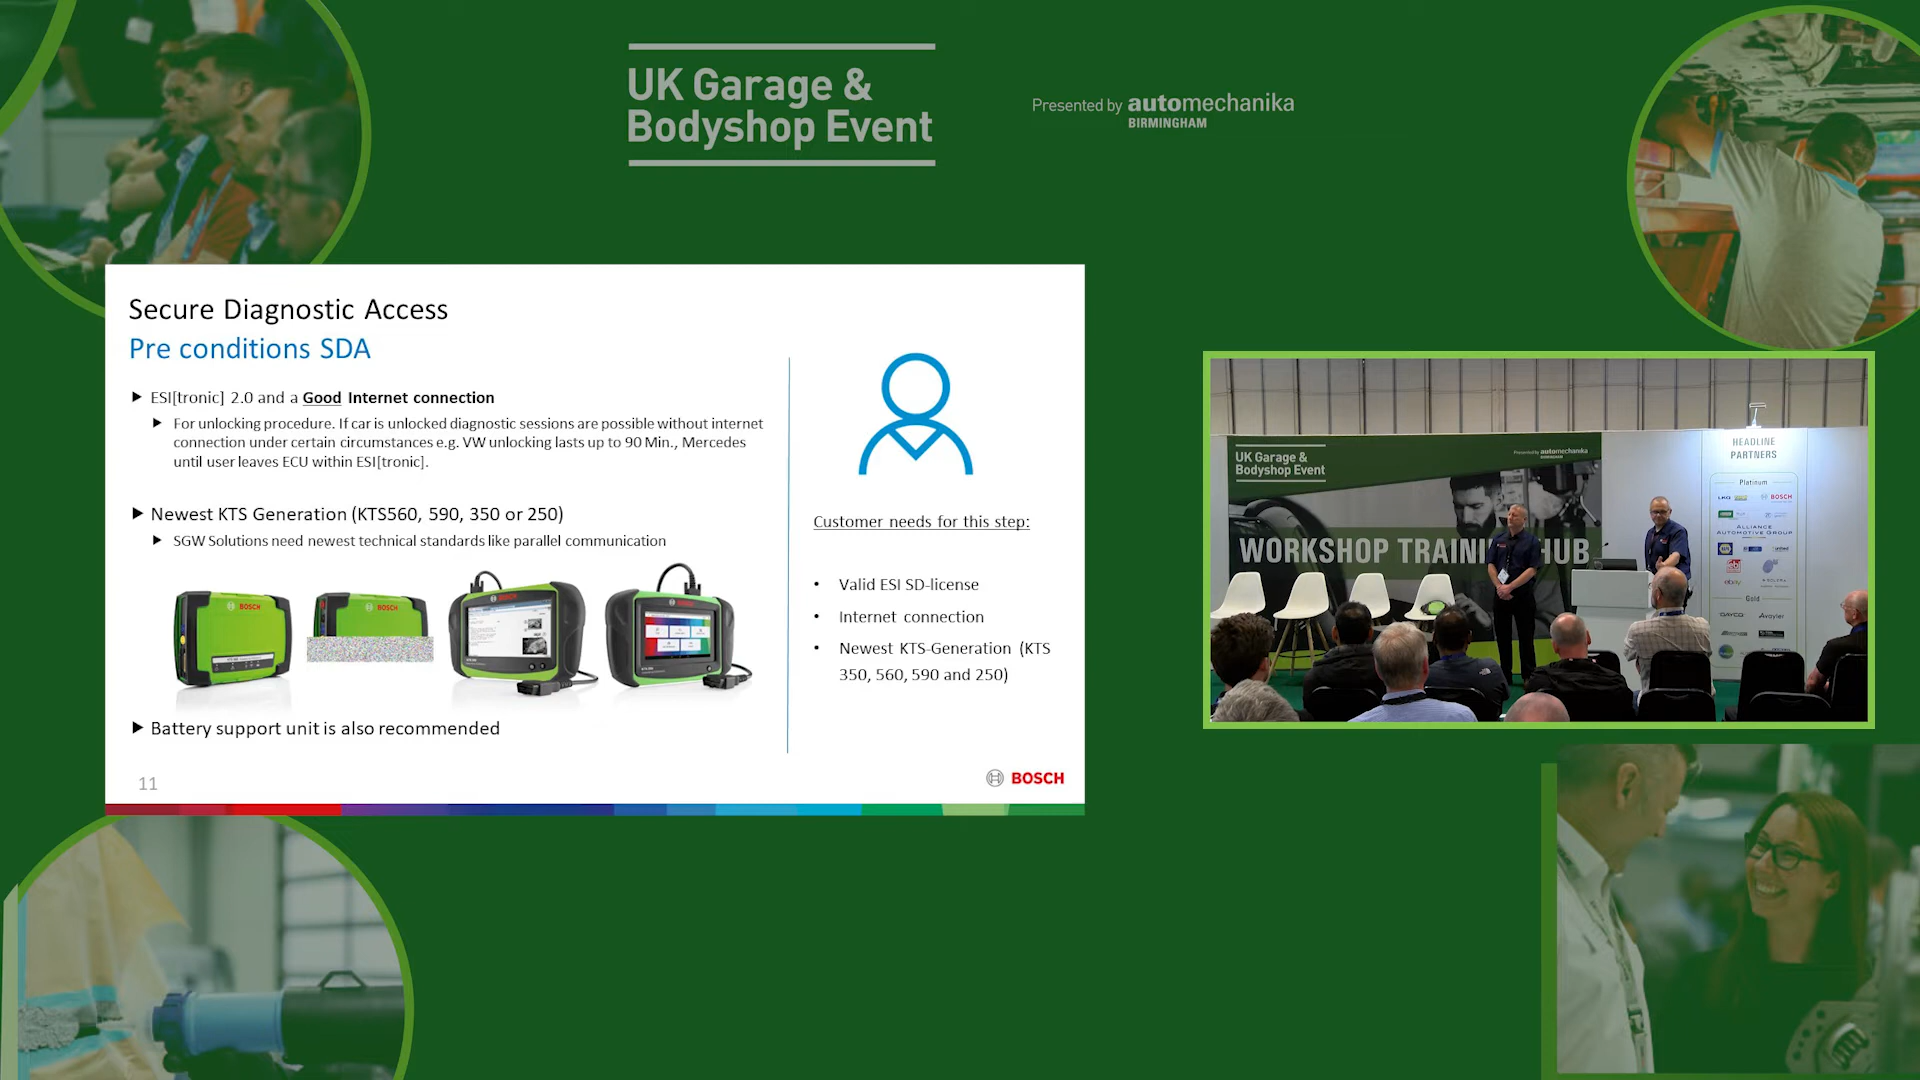 UK Garage &
Bodyshop Event
Presented by automechanika
BIRMINGHAM
Secure Diagnostic Access
Pre conditions SDA
ESI[tronic] 2.0 and a Good Internet connection
For unlocking procedure. If car is unlocked diagnostic sessions are possible without internet
connection under certain circumstances e.g. VW unlocking lasts up to 90 Min., Mercedes
until user leaves ECU within ESI[tronic].
Newest KTS Generation (KTS560, 590, 350 or 250)
SGW Solutions need newest technical standards like parallel communication
BOSCH
BOSCH
Battery support unit is also recommended
11
Customer needs for this step:
• Valid ESI SD-license
• Internet connection
• Newest KTS-Generation (KTS
350, 560, 590 and 250)
BOSCH
UK Garage &
Bodyshop Event
Presented by automechanika
WORKSHOP TRAINI HUB
HEADLINE
PARTNERS
Platinum
LKQ
BOSCH
ALLIANCE
AUTOMOTIVE GROUP
ebay
Gold